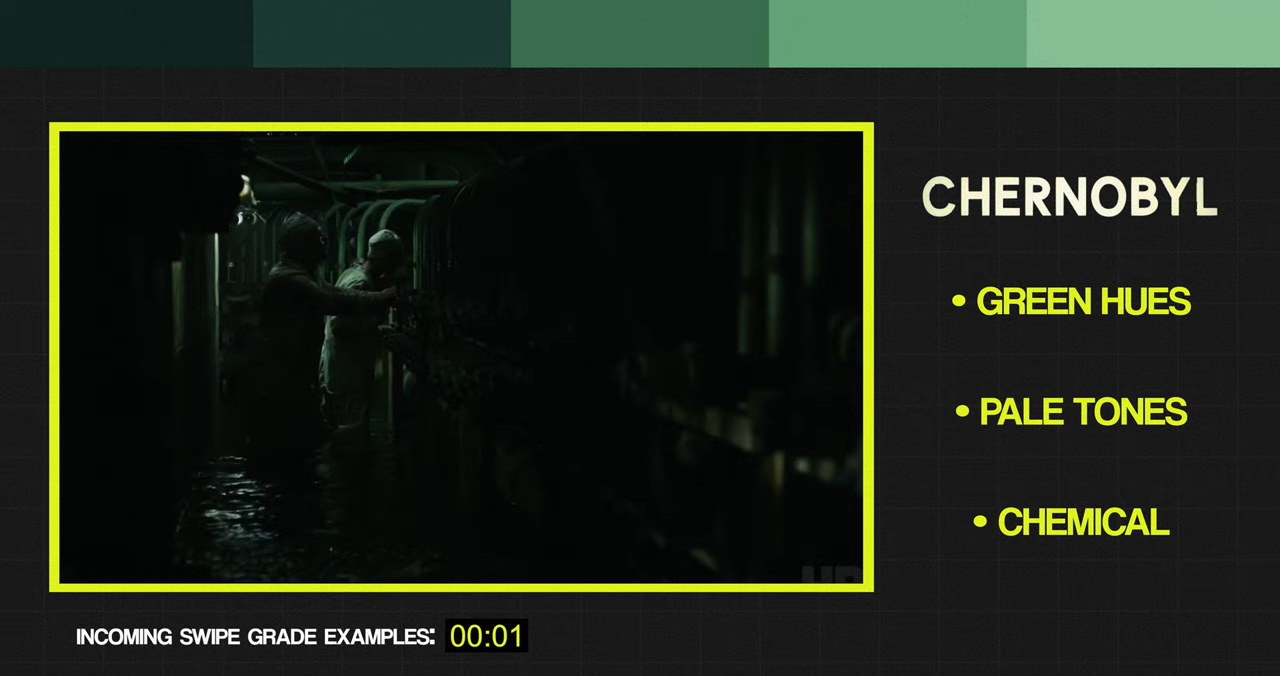 CHERNOBYL
• GREEN HUES
• PALE TONES
• CHEMICAL
INCOMING SWIPE GRADE EXAMPLES: 00:01